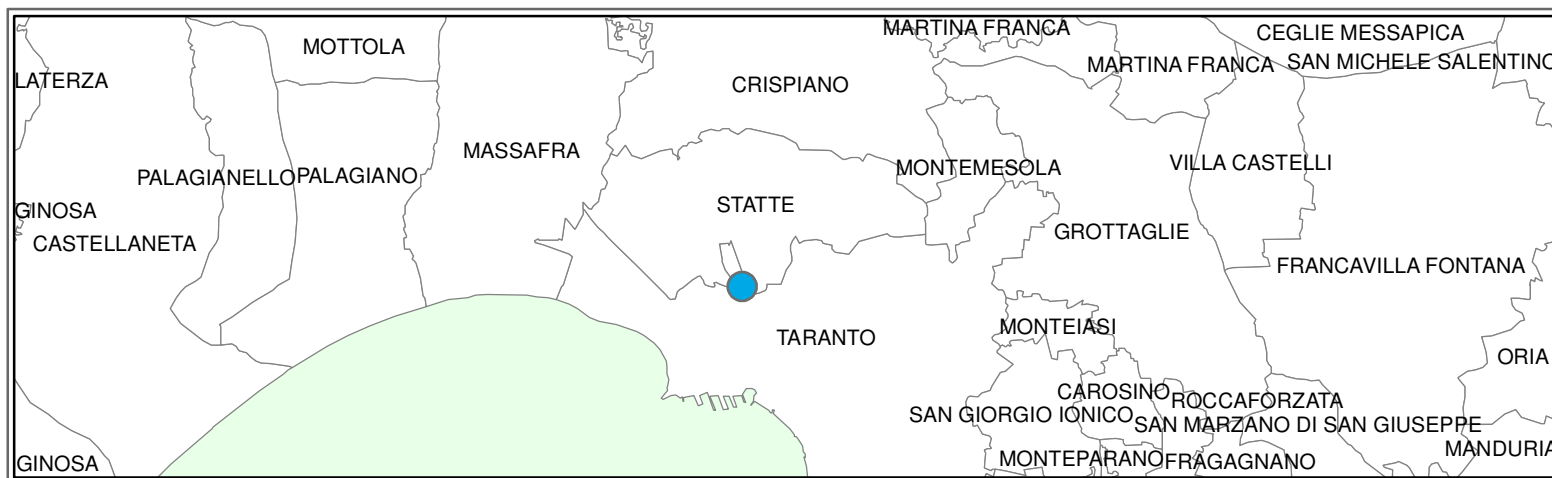 MARTINA FRANCA
CEGLIE MESSAPICA
MOTTOLA
SAN MICHELE SALENTINO
MARTINA FRANCA
LATERZA
CRISPIANO
MASSAFRA
VILLA CASTELLI
MONTEMESOLA
PALAGIANELLO
PALAGIANO
STATTE
GINOSA
GROTTAGLIE
CASTELLANETA
FRANCAVILLA FONTANA
MONTEIASI
TARANTO
ORIA
CAROSINO
ROCCAFORZATA
SAN GIORGIO IONICO
SAN MARZANO DI SAN GIUSEPPE
MANDURIA
MONTEPARANO
FRAGAGNANO
GINOSA